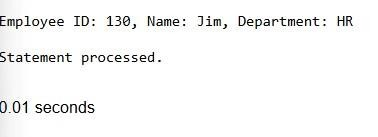 Employee ID: 130, Name: Jim, Department: HR
Statement processed.
0.01 seconds